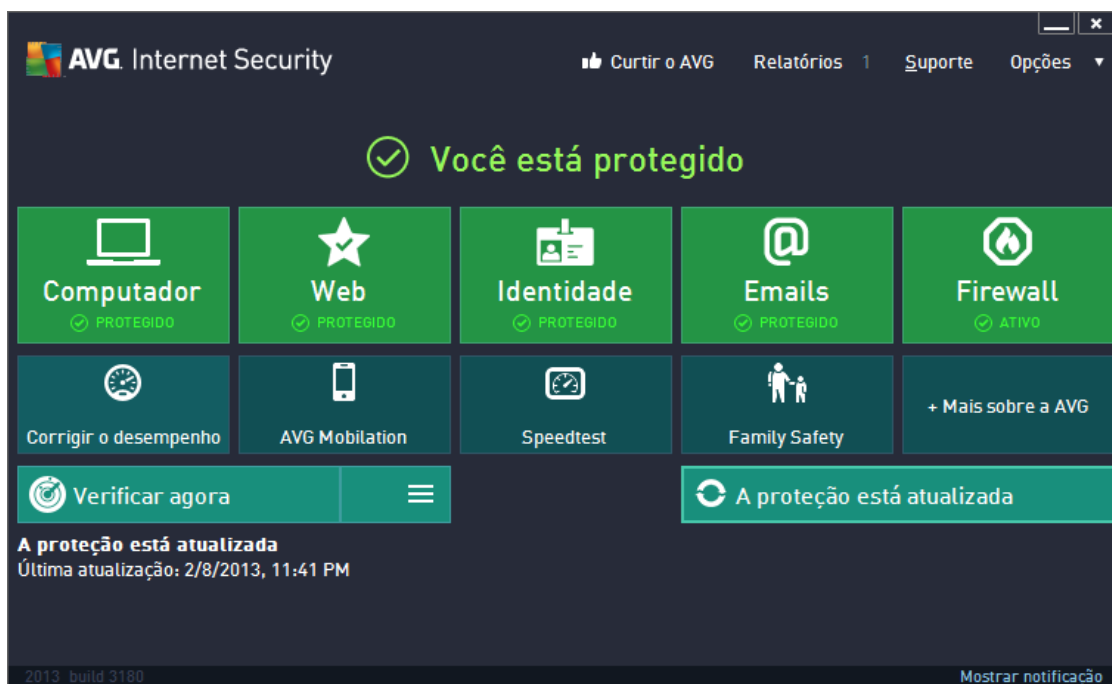 AVG. Internet Security
Curtir o AVG Relatórios 1 Suporte Opções
Você está protegido
Computador Web Identidade Emails Firewall
PROTEGIDO PROTEGIDO PROTEGIDO PROTEGIDO ATIVO
Corrigir o desempenho AVG Mobilation Speedtest Family Safety + Mais sobre a AVG
Verificar agora A proteção está atualizada
A proteção está atualizada
Última atualização: 2/8/2013, 11:41 PM
2013 build 3180 Mostrar notificação